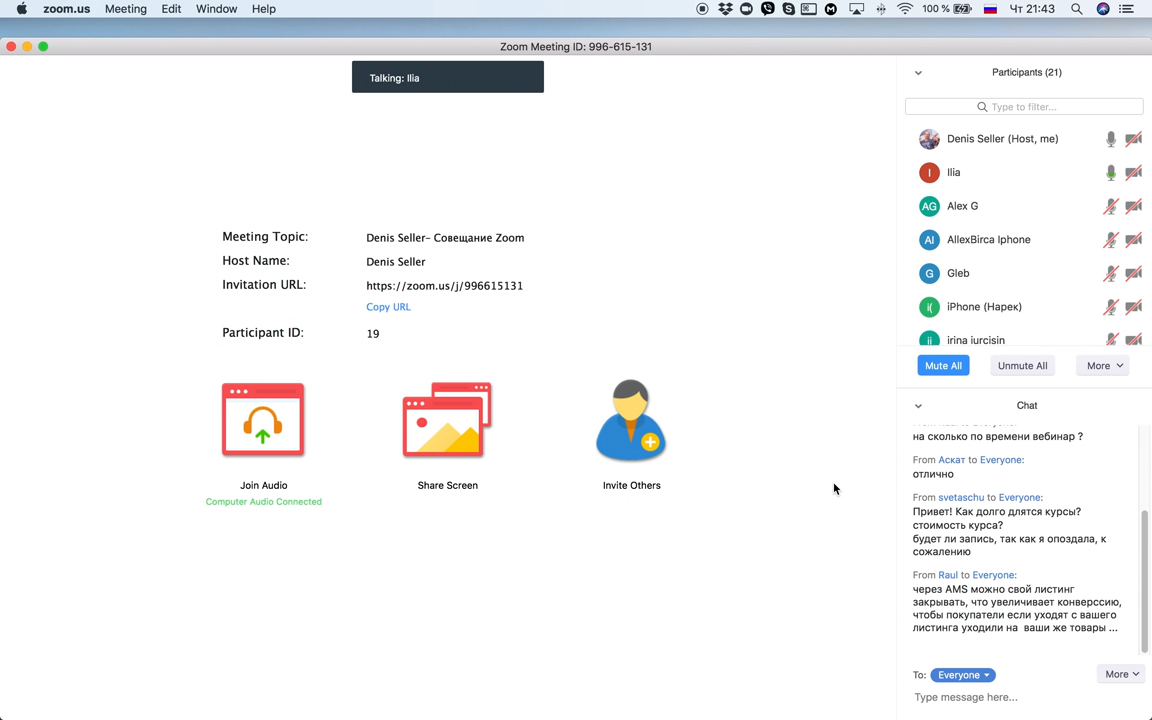 zoom.us Meeting Edit Window Help 100 % Чт 21:43
Zoom Meeting ID: 996-615-131
Talking: Ilia
Meeting Topic: Denis Seller- Совещание Zoom
Host Name: Denis Seller
Invitation URL: https://zoom.us/j/996615131
Copy URL
Participant ID: 19
Join Audio
Computer Audio Connected
Share Screen
Invite Others
Participants (21)
Type to filter...
Denis Seller (Host, me)
I Ilia
AG Alex G
AI AllexBirca Iphone
G Gleb
i( iPhone (Нарек)
ii irina iurcisin
Mute All Unmute All More
Chat
на сколько по времени вебинар ?
From Аскат to Everyone:
отлично
From svetaschu to Everyone:
Привет! Как долго длятся курсы?
стоимость курса?
будет ли запись, так как я опоздала, к
сожалению
From Raul to Everyone:
через AMS можно свой листинг
закрывать, что увеличивает конверссию,
чтобы покупатели если уходят с вашего
листинга уходили на ваши же товары ...
To: Everyone More
Type message here...